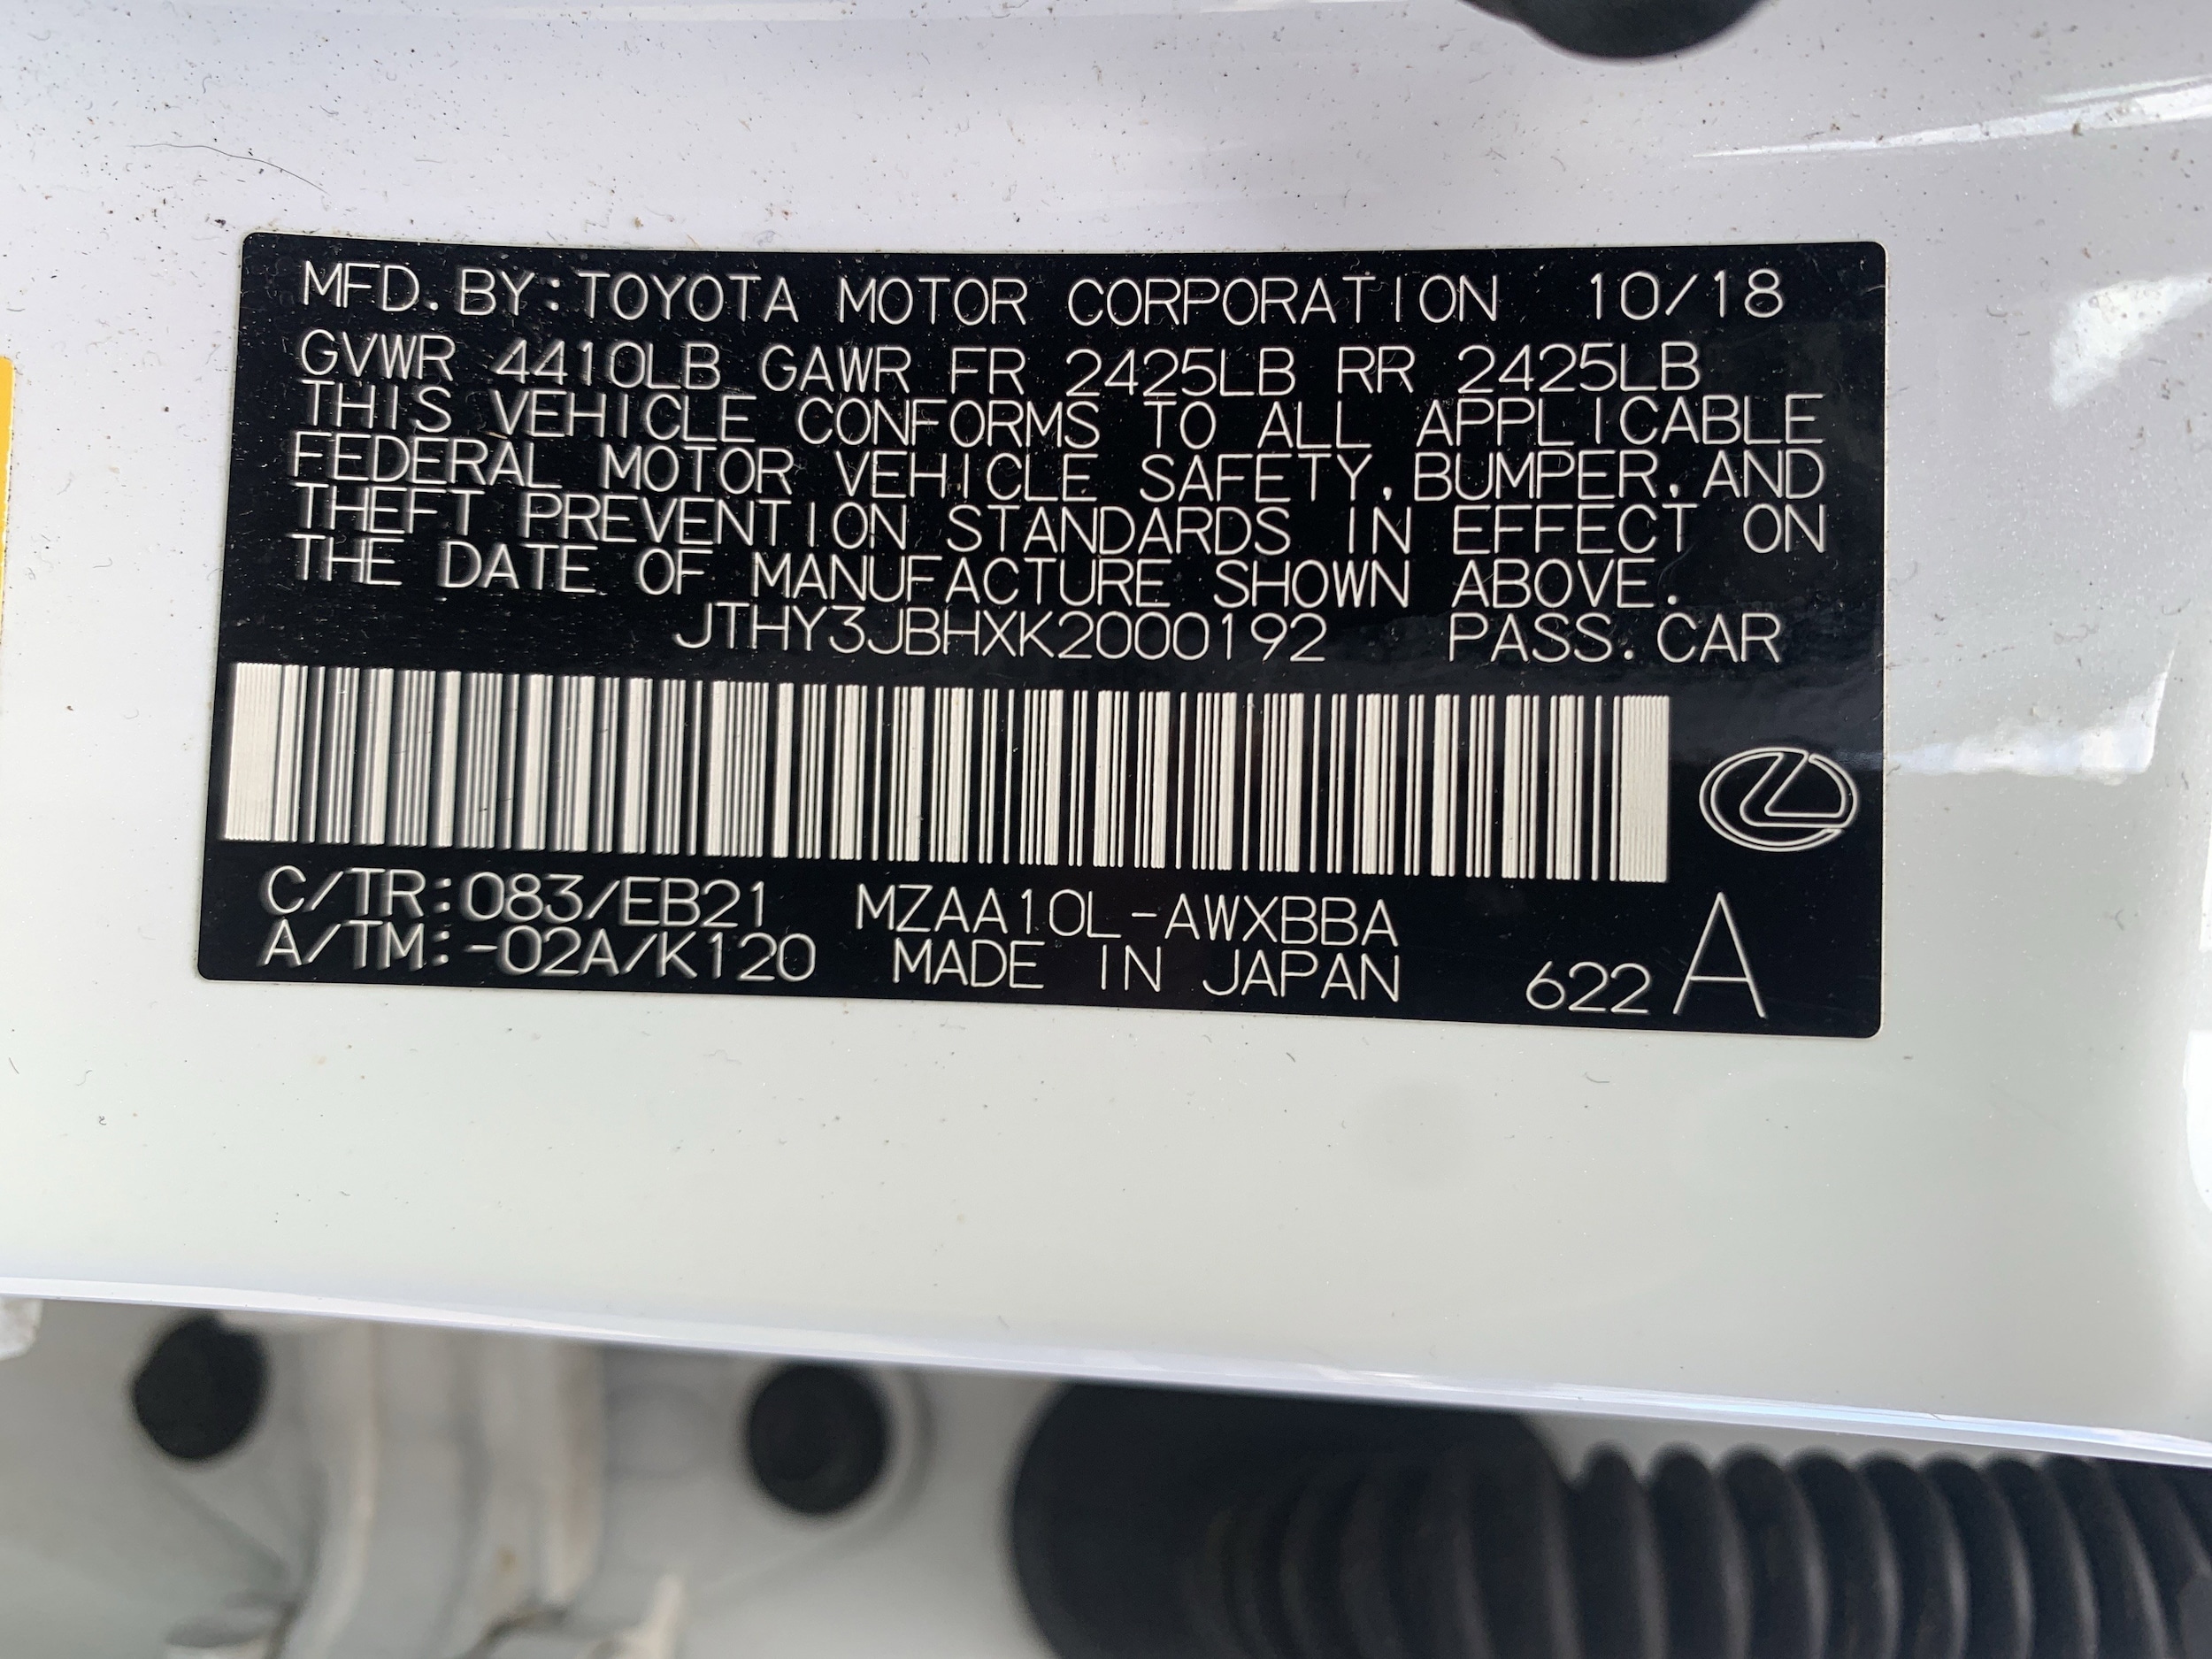 MFD. BY: TOYOTA MOTOR CORPORATION 10/18
GVWR 4410LB GAWR FR 2425LB RR 2425LB
THIS VEHICLE CONFORMS TO ALL APPLICABLE
FEDERAL MOTOR VEHICLE SAFETY, BUMPER, AND
THEFT PREVENTION STANDARDS IN EFFECT ON
THE DATE OF MANUFACTURE SHOWN ABOVE.
JTHY3JBHXK2000192 PASS. CAR
C/TR: 083/EB21 MZAA10L-AWXBBA
A/TM: -02A/K120 MADE IN JAPAN 622 A